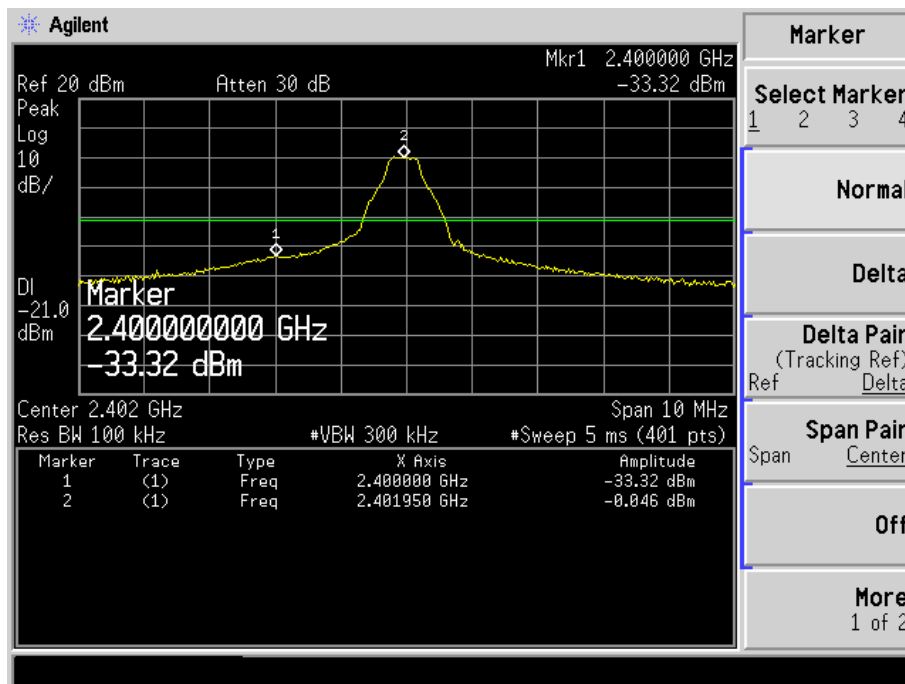 Agilent
Marker
Mkr1 2.400000 GHz
Ref 20 dBm Atten 30 dB -33.32 dBm
Peak
Log
10
dB/
2
1
DI
-21.0
dBm
Marker
2.400000000 GHz
-33.32 dBm
Center 2.402 GHz Span 10 MHz
Res BW 100 kHz #VBW 300 kHz #Sweep 5 ms (401 pts)
Marker Trace Type X Axis Amplitude
1 (1) Freq 2.400000 GHz -33.32 dBm
2 (1) Freq 2.401950 GHz -0.046 dBm
Select Marker
1 2 3 4
Normal
Delta
Delta Pair
(Tracking Ref)
Ref Delta
Span Pair
Span Center
Off
More
1 of 2